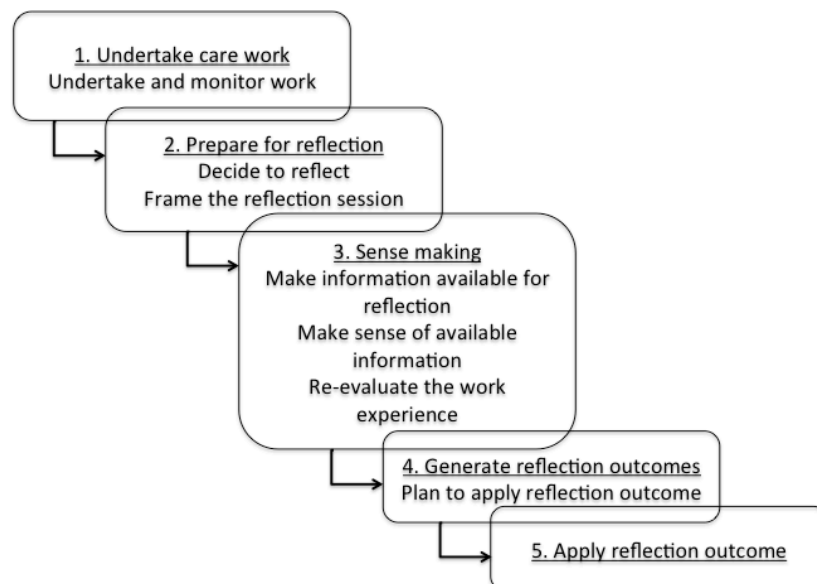 1. Undertake care work
Undertake and monitor work
2. Prepare for reflection
Decide to reflect
Frame the reflection session
3. Sense making
Make information available for
reflection
Make sense of available
information
Re-evaluate the work
experience
4. Generate reflection outcomes
Plan to apply reflection outcome
5. Apply reflection outcome